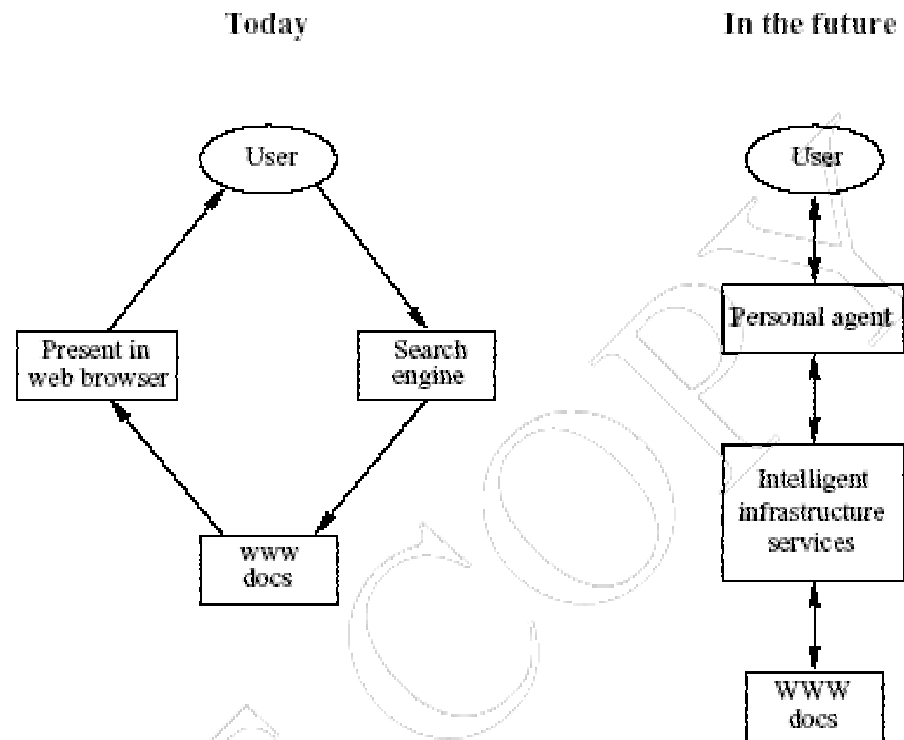 Today
User
Search
engine
www
docs
Present in
web browser
In the future
User
Personal agent
Intelligent
infrastructure
services
WWW
docs
COPY